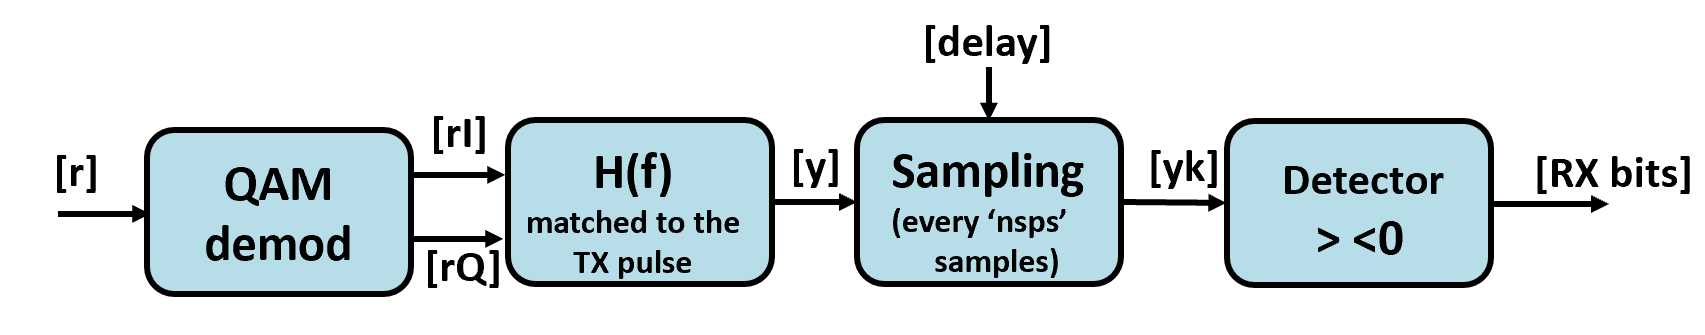 [r]
QAM
demod
[rI]
[rQ]
H(f)
matched to the
TX pulse
[y]
[delay]
Sampling
(every ‘nsps’
samples)
[yk]
Detector
> <0
[RX bits]